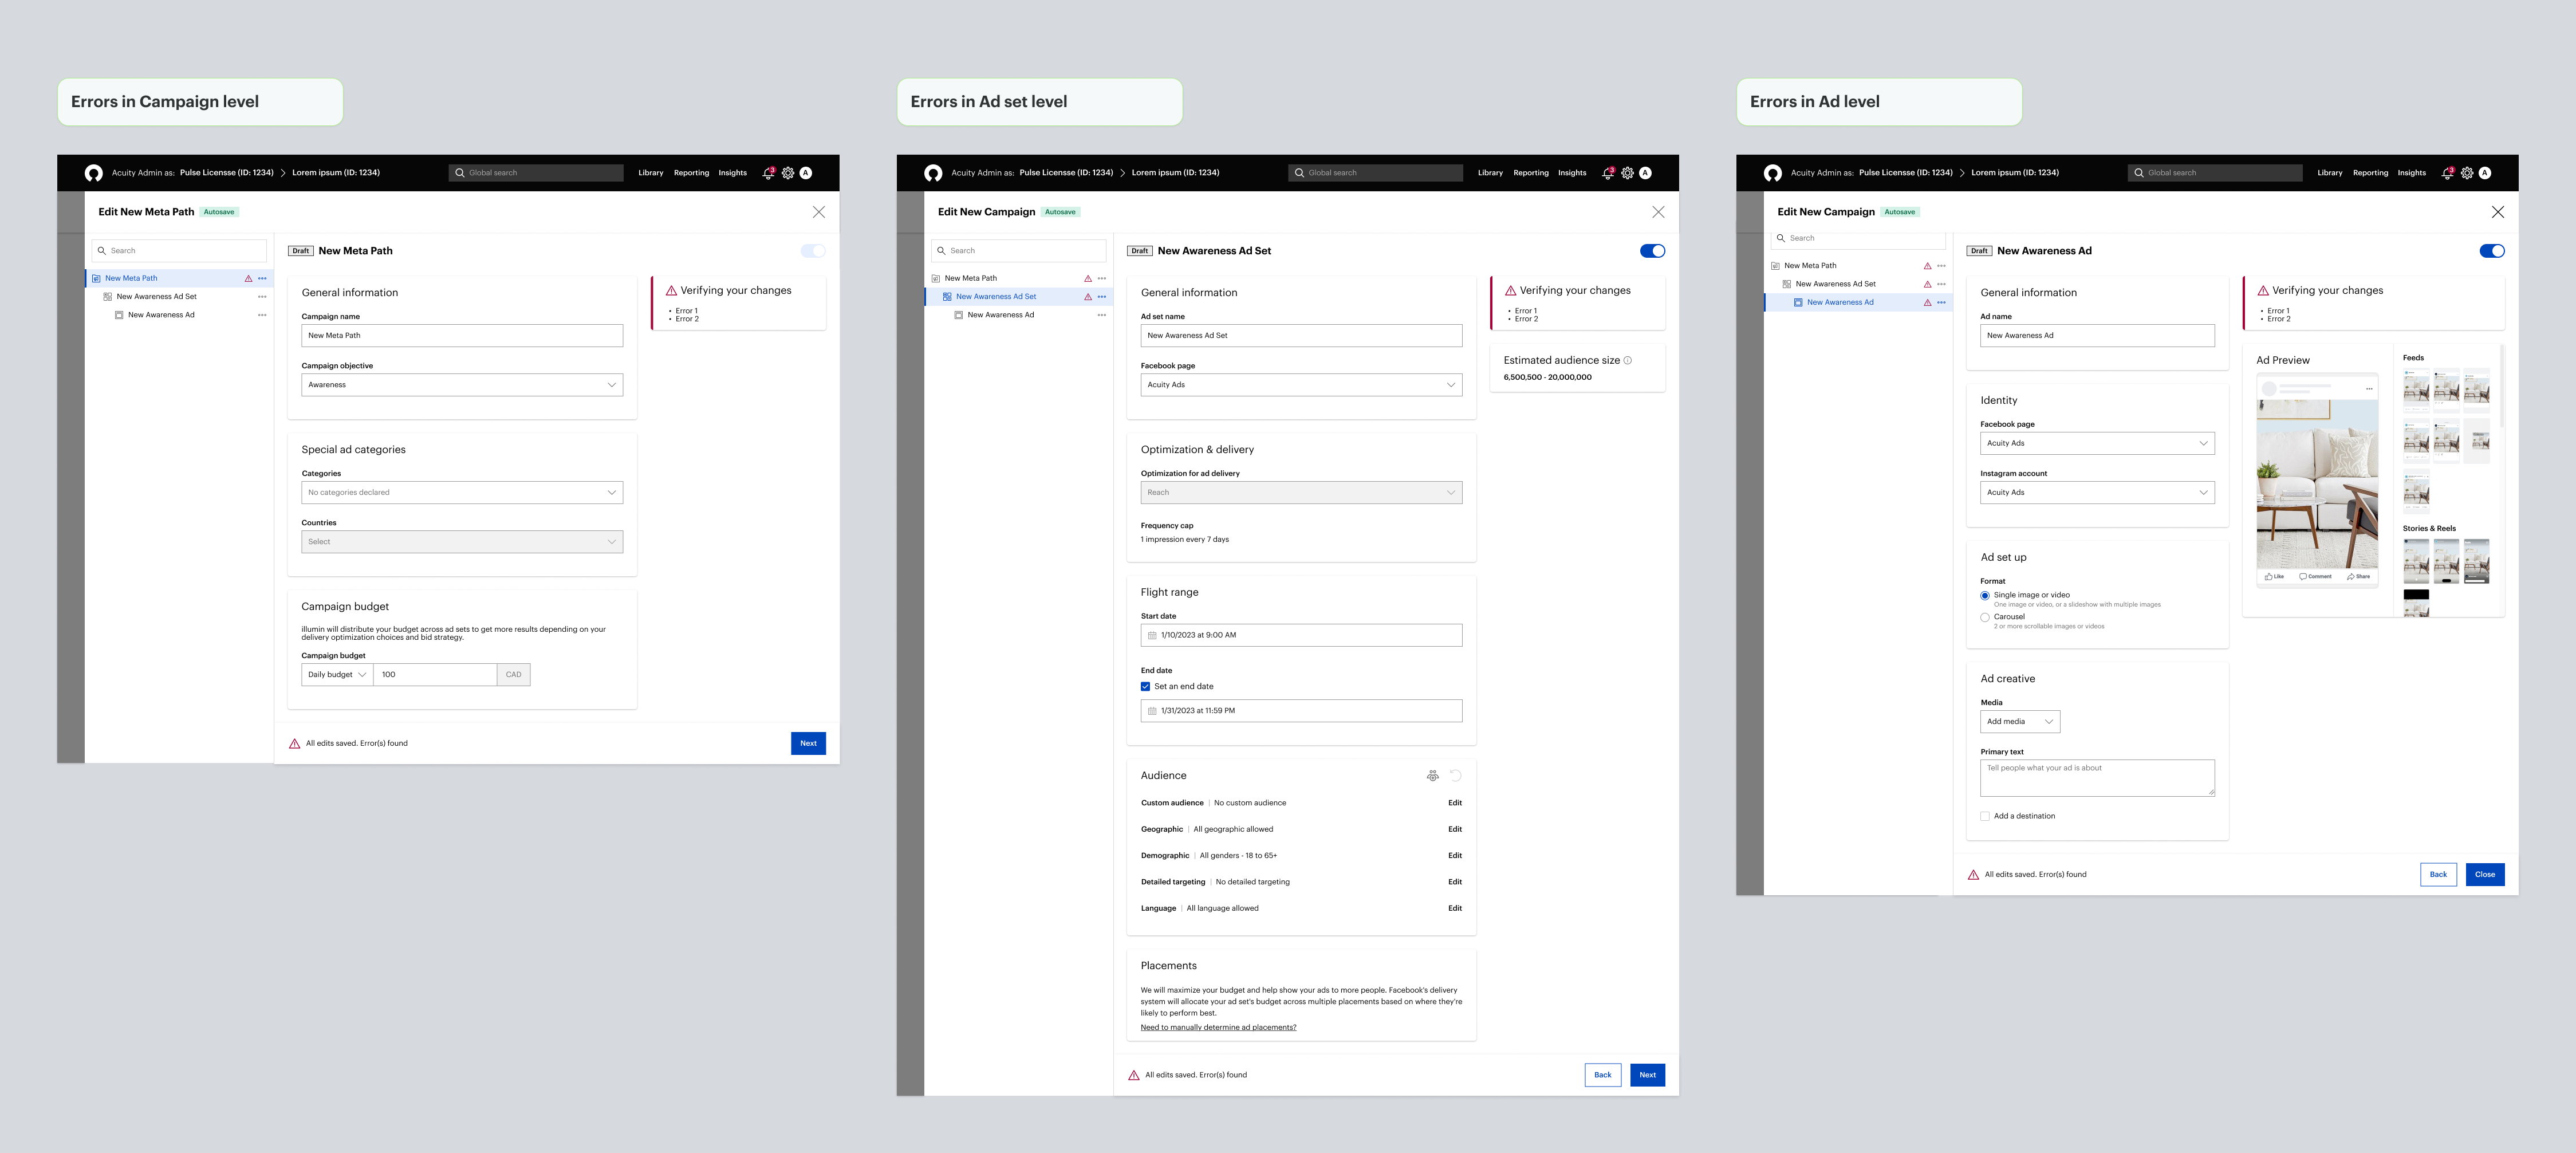 Errors in Campaign level
Acuity Admin as: Pulse Licensse (ID: 1234) Lorem ipsum (ID: 1234)
Global search
Library Reporting Insights
3
A
Edit New Meta Path Autosave
Search
New Meta Path
New Awareness Ad Set
New Awareness Ad
Draft New Meta Path
General information
Campaign name
New Meta Path
Campaign objective
Awareness
Special ad categories
Categories
No categories declared
Countries
Select
Campaign budget
illumin will distribute your budget across ad sets to get more results depending on your
delivery optimization choices and bid strategy.
Campaign budget
Daily budget 100 CAD
Verifying your changes
• Error 1
• Error 2
All edits saved. Error(s) found
Next
Errors in Ad set level
Acuity Admin as: Pulse Licensse (ID: 1234) Lorem ipsum (ID: 1234)
Global search
Library Reporting Insights
3
A
Edit New Campaign Autosave
Search
New Meta Path
New Awareness Ad Set
New Awareness Ad
Draft New Awareness Ad Set
General information
Ad set name
New Awareness Ad Set
Facebook page
Acuity Ads
Optimization & delivery
Optimization for ad delivery
Reach
Frequency cap
1 impression every 7 days
Flight range
Start date
1/10/2023 at 9:00 AM
End date
Set an end date
1/31/2023 at 11:59 PM
Audience
Custom audience | No custom audience Edit
Geographic | All geographic allowed Edit
Demographic | All genders - 18 to 65+ Edit
Detailed targeting | No detailed targeting Edit
Language | All language allowed Edit
Placements
We will maximize your budget and help show your ads to more people. Facebook's delivery
system will allocate your ad set's budget across multiple placements based on where they're
likely to perform best.
Need to manually determine ad placements?
Verifying your changes
• Error 1
• Error 2
Estimated audience size
6,500,500 - 20,000,000
All edits saved. Error(s) found
Back Next
Errors in Ad level
Acuity Admin as: Pulse Licensse (ID: 1234) Lorem ipsum (ID: 1234)
Global search
Library Reporting Insights
3
A
Edit New Campaign Autosave
Search
New Meta Path
New Awareness Ad Set
New Awareness Ad
Draft New Awareness Ad
General information
Ad name
New Awareness Ad
Identity
Facebook page
Acuity Ads
Instagram account
Acuity Ads
Ad set up
Format
Single image or video
One image or video, or a slideshow with multiple images
Carousel
2 or more scrollable images or videos
Ad creative
Media
Add media
Primary text
Tell people what your ad is about
Add a destination
Verifying your changes
• Error 1
• Error 2
Ad Preview
Like Comment Share
Feeds
Stories & Reels
All edits saved. Error(s) found
Back Close